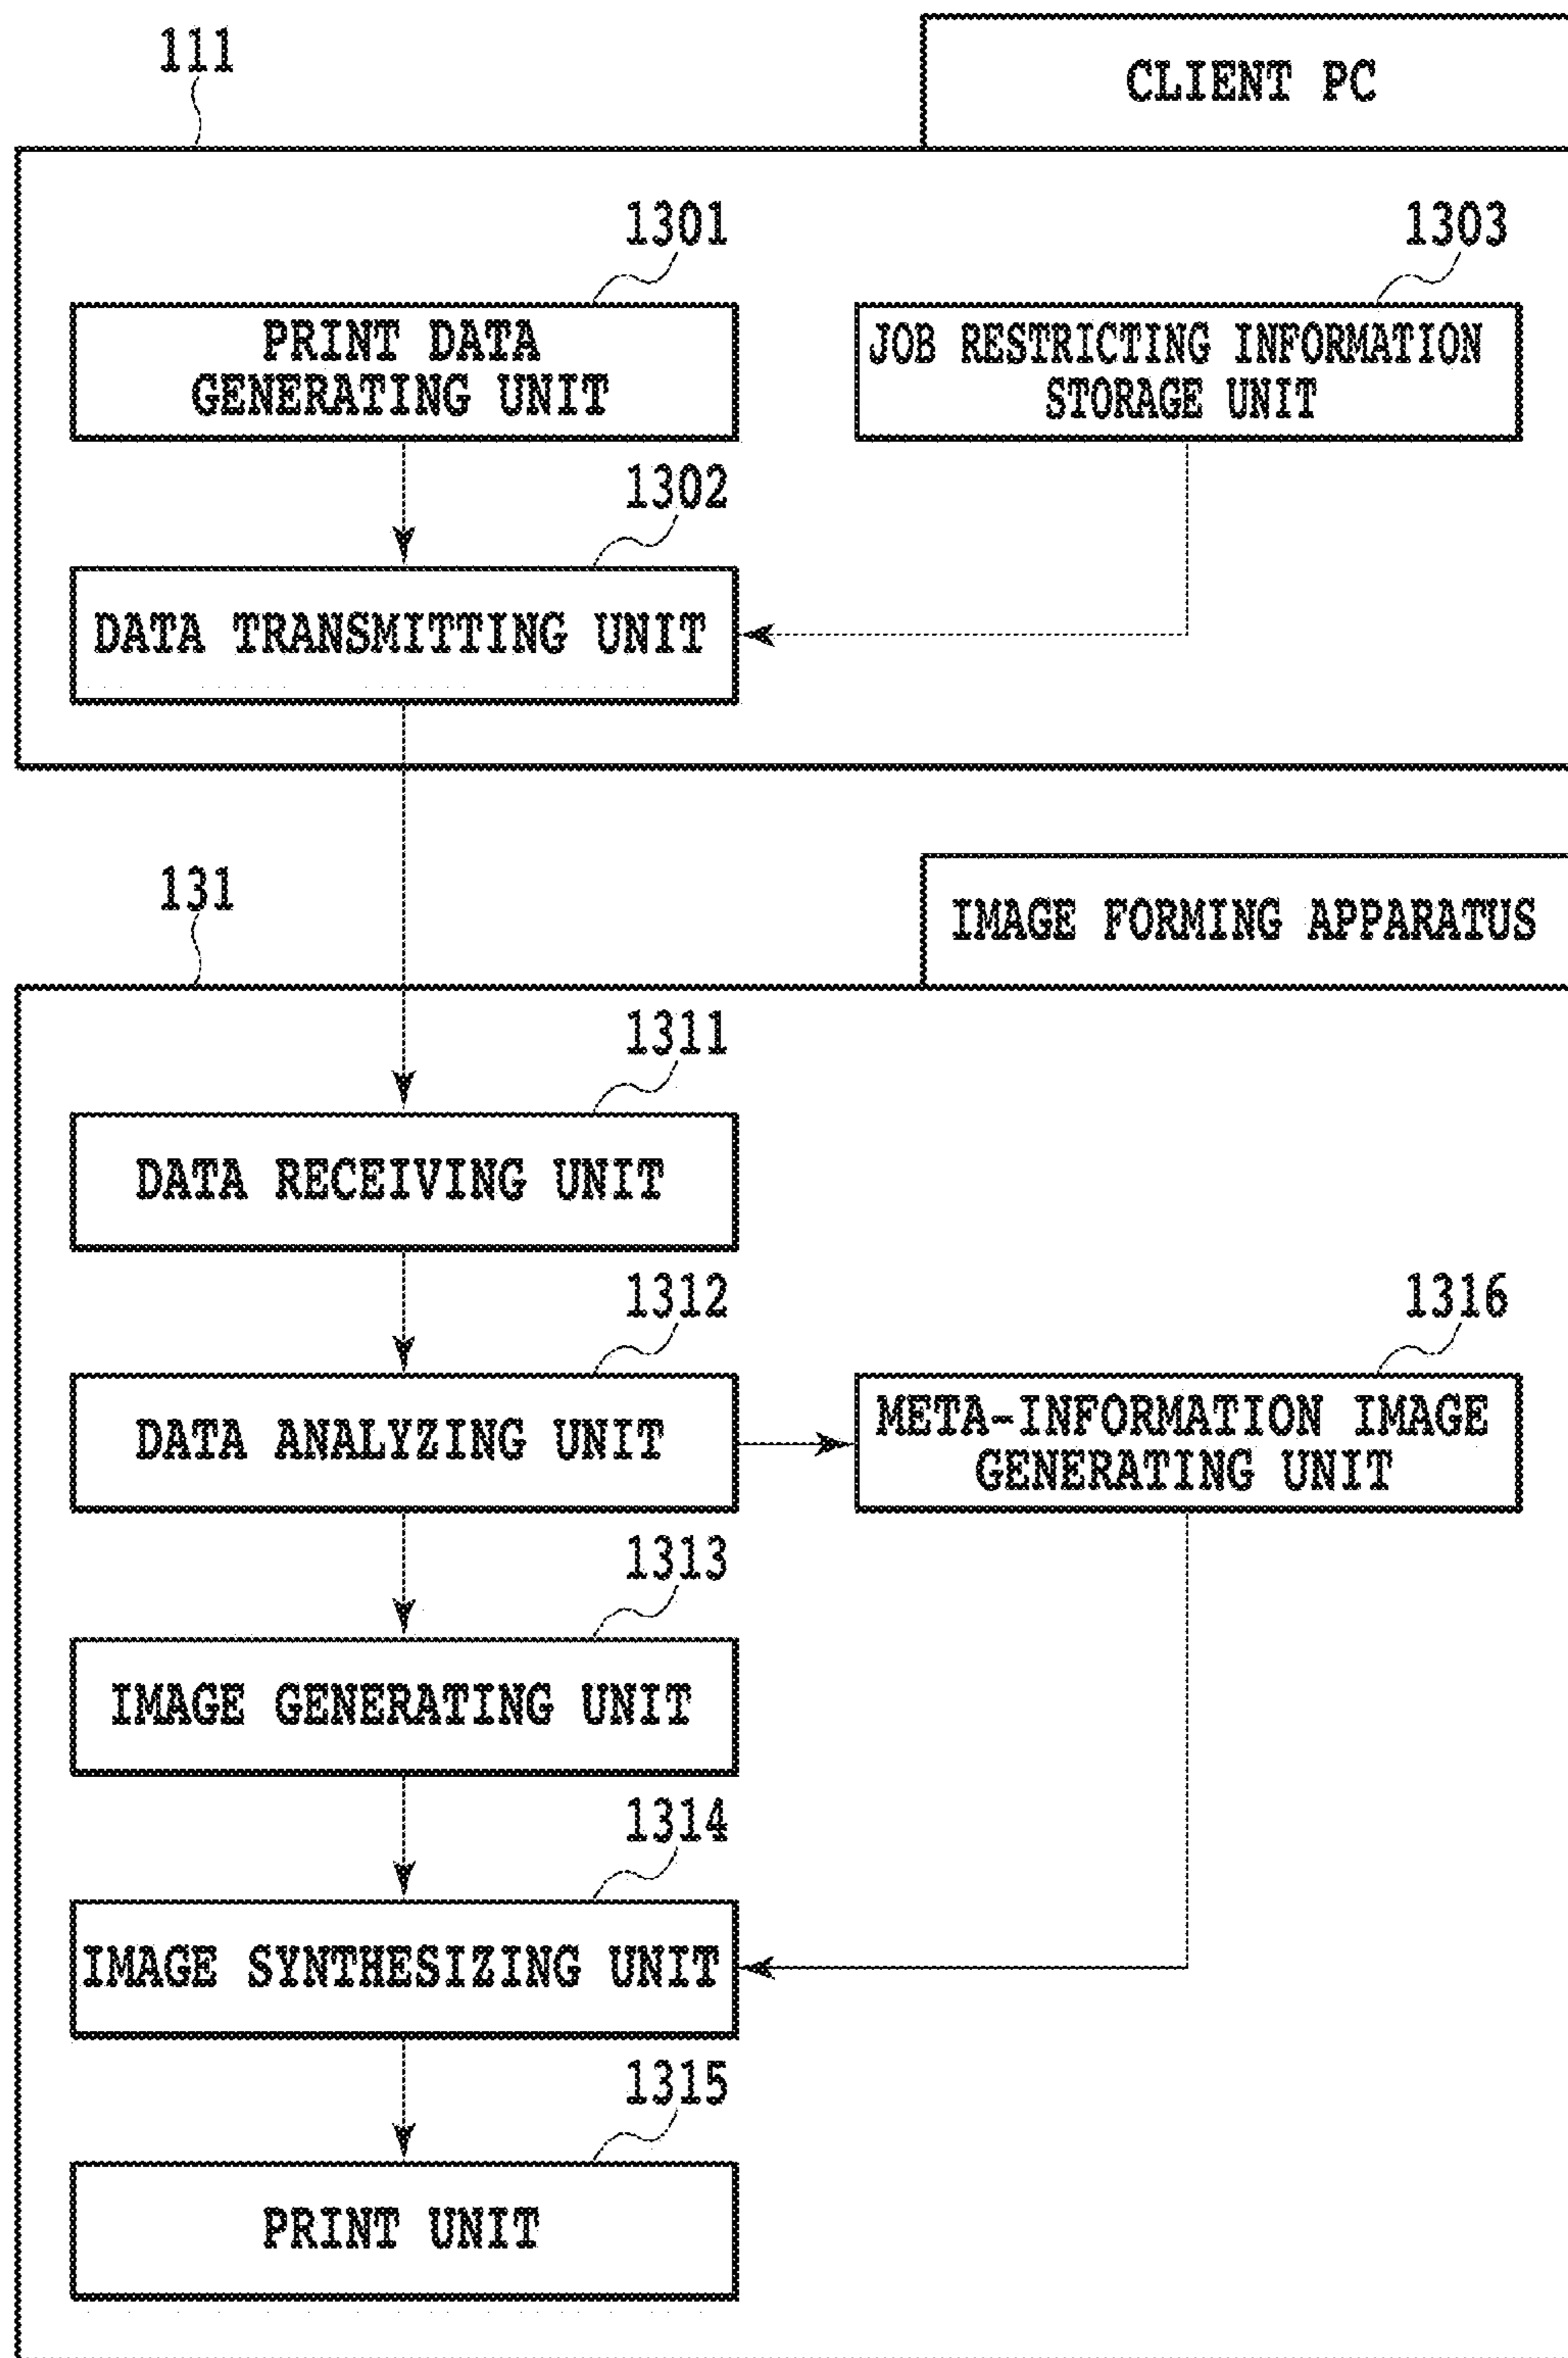 111
CLIENT PC
1301
1303
PRINT DATA
GENERATING UNIT
JOB RESTRICTING INFORMATION
STORAGE UNIT
1302
DATA TRANSMITTING UNIT
131
IMAGE FORMING APPARATUS
1311
DATA RECEIVING UNIT
1312
1316
DATA ANALYZING UNIT
META-INFORMATION IMAGE
GENERATING UNIT
1313
IMAGE GENERATING UNIT
1314
IMAGE SYNTHESIZING UNIT
1315
PRINT UNIT